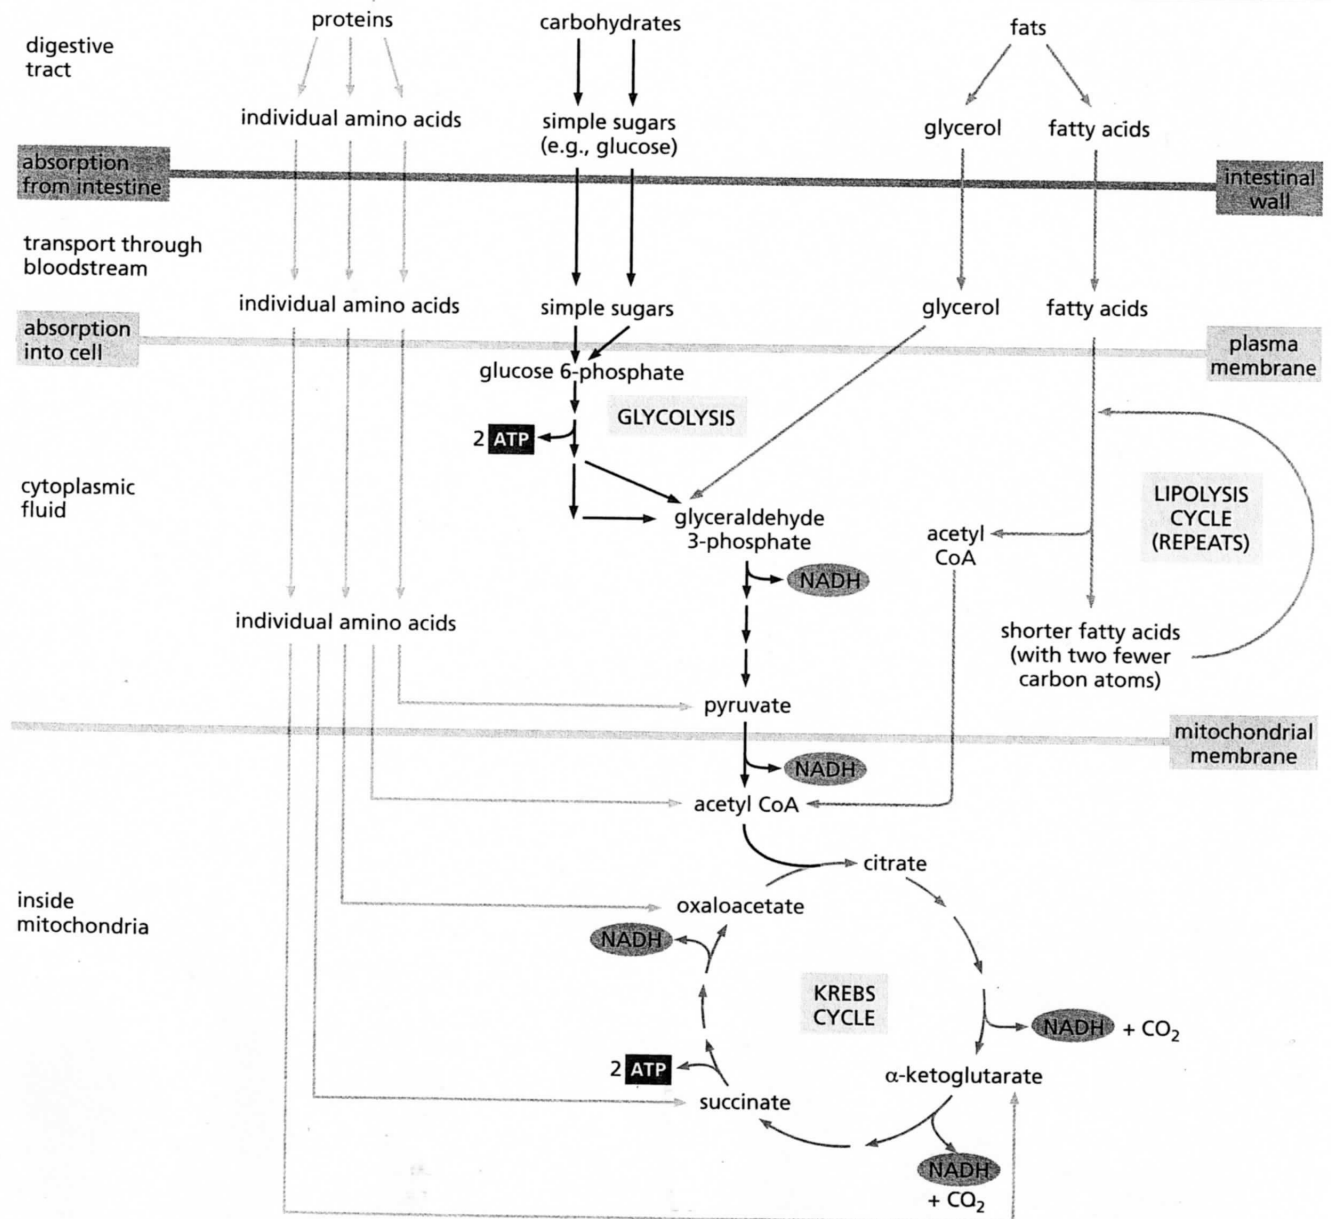 proteins
carbohydrates
fats
digestive
tract
individual amino acids
simple sugars
(e.g., glucose)
glycerol
fatty acids
absorption
from intestine
intestinal
wall
transport through
bloodstream
individual amino acids
simple sugars
glycerol
fatty acids
absorption
into cell
plasma
membrane
glucose 6-phosphate
GLYCOLYSIS
2 ATP
cytoplasmic
fluid
LIPOLYSIS
CYCLE
(REPEATS)
glyceraldehyde
3-phosphate
acetyl
CoA
NADH
individual amino acids
shorter fatty acids
(with two fewer
carbon atoms)
pyruvate
mitochondrial
membrane
NADH
acetyl CoA
citrate
inside
mitochondria
oxaloacetate
NADH
KREBS
CYCLE
NADH + CO₂
2 ATP
α-ketoglutarate
succinate
NADH
+ CO₂